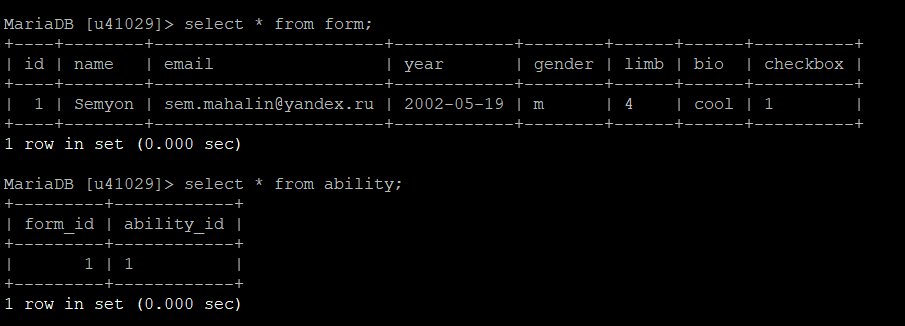 MariaDB [u41029]> select * from form;
+----+--------+-----------------------+------------+--------+------+------+----------+
| id | name   | email                 | year       | gender | limb | bio  | checkbox |
+----+--------+-----------------------+------------+--------+------+------+----------+
|  1 | Semyon | sem.mahalin@yandex.ru | 2002-05-19 | m      | 4    | cool | 1        |
+----+--------+-----------------------+------------+--------+------+------+----------+
1 row in set (0.000 sec)
MariaDB [u41029]> select * from ability;
+---------+------------+
| form_id | ability_id |
+---------+------------+
|       1 | 1          |
+---------+------------+
1 row in set (0.000 sec)